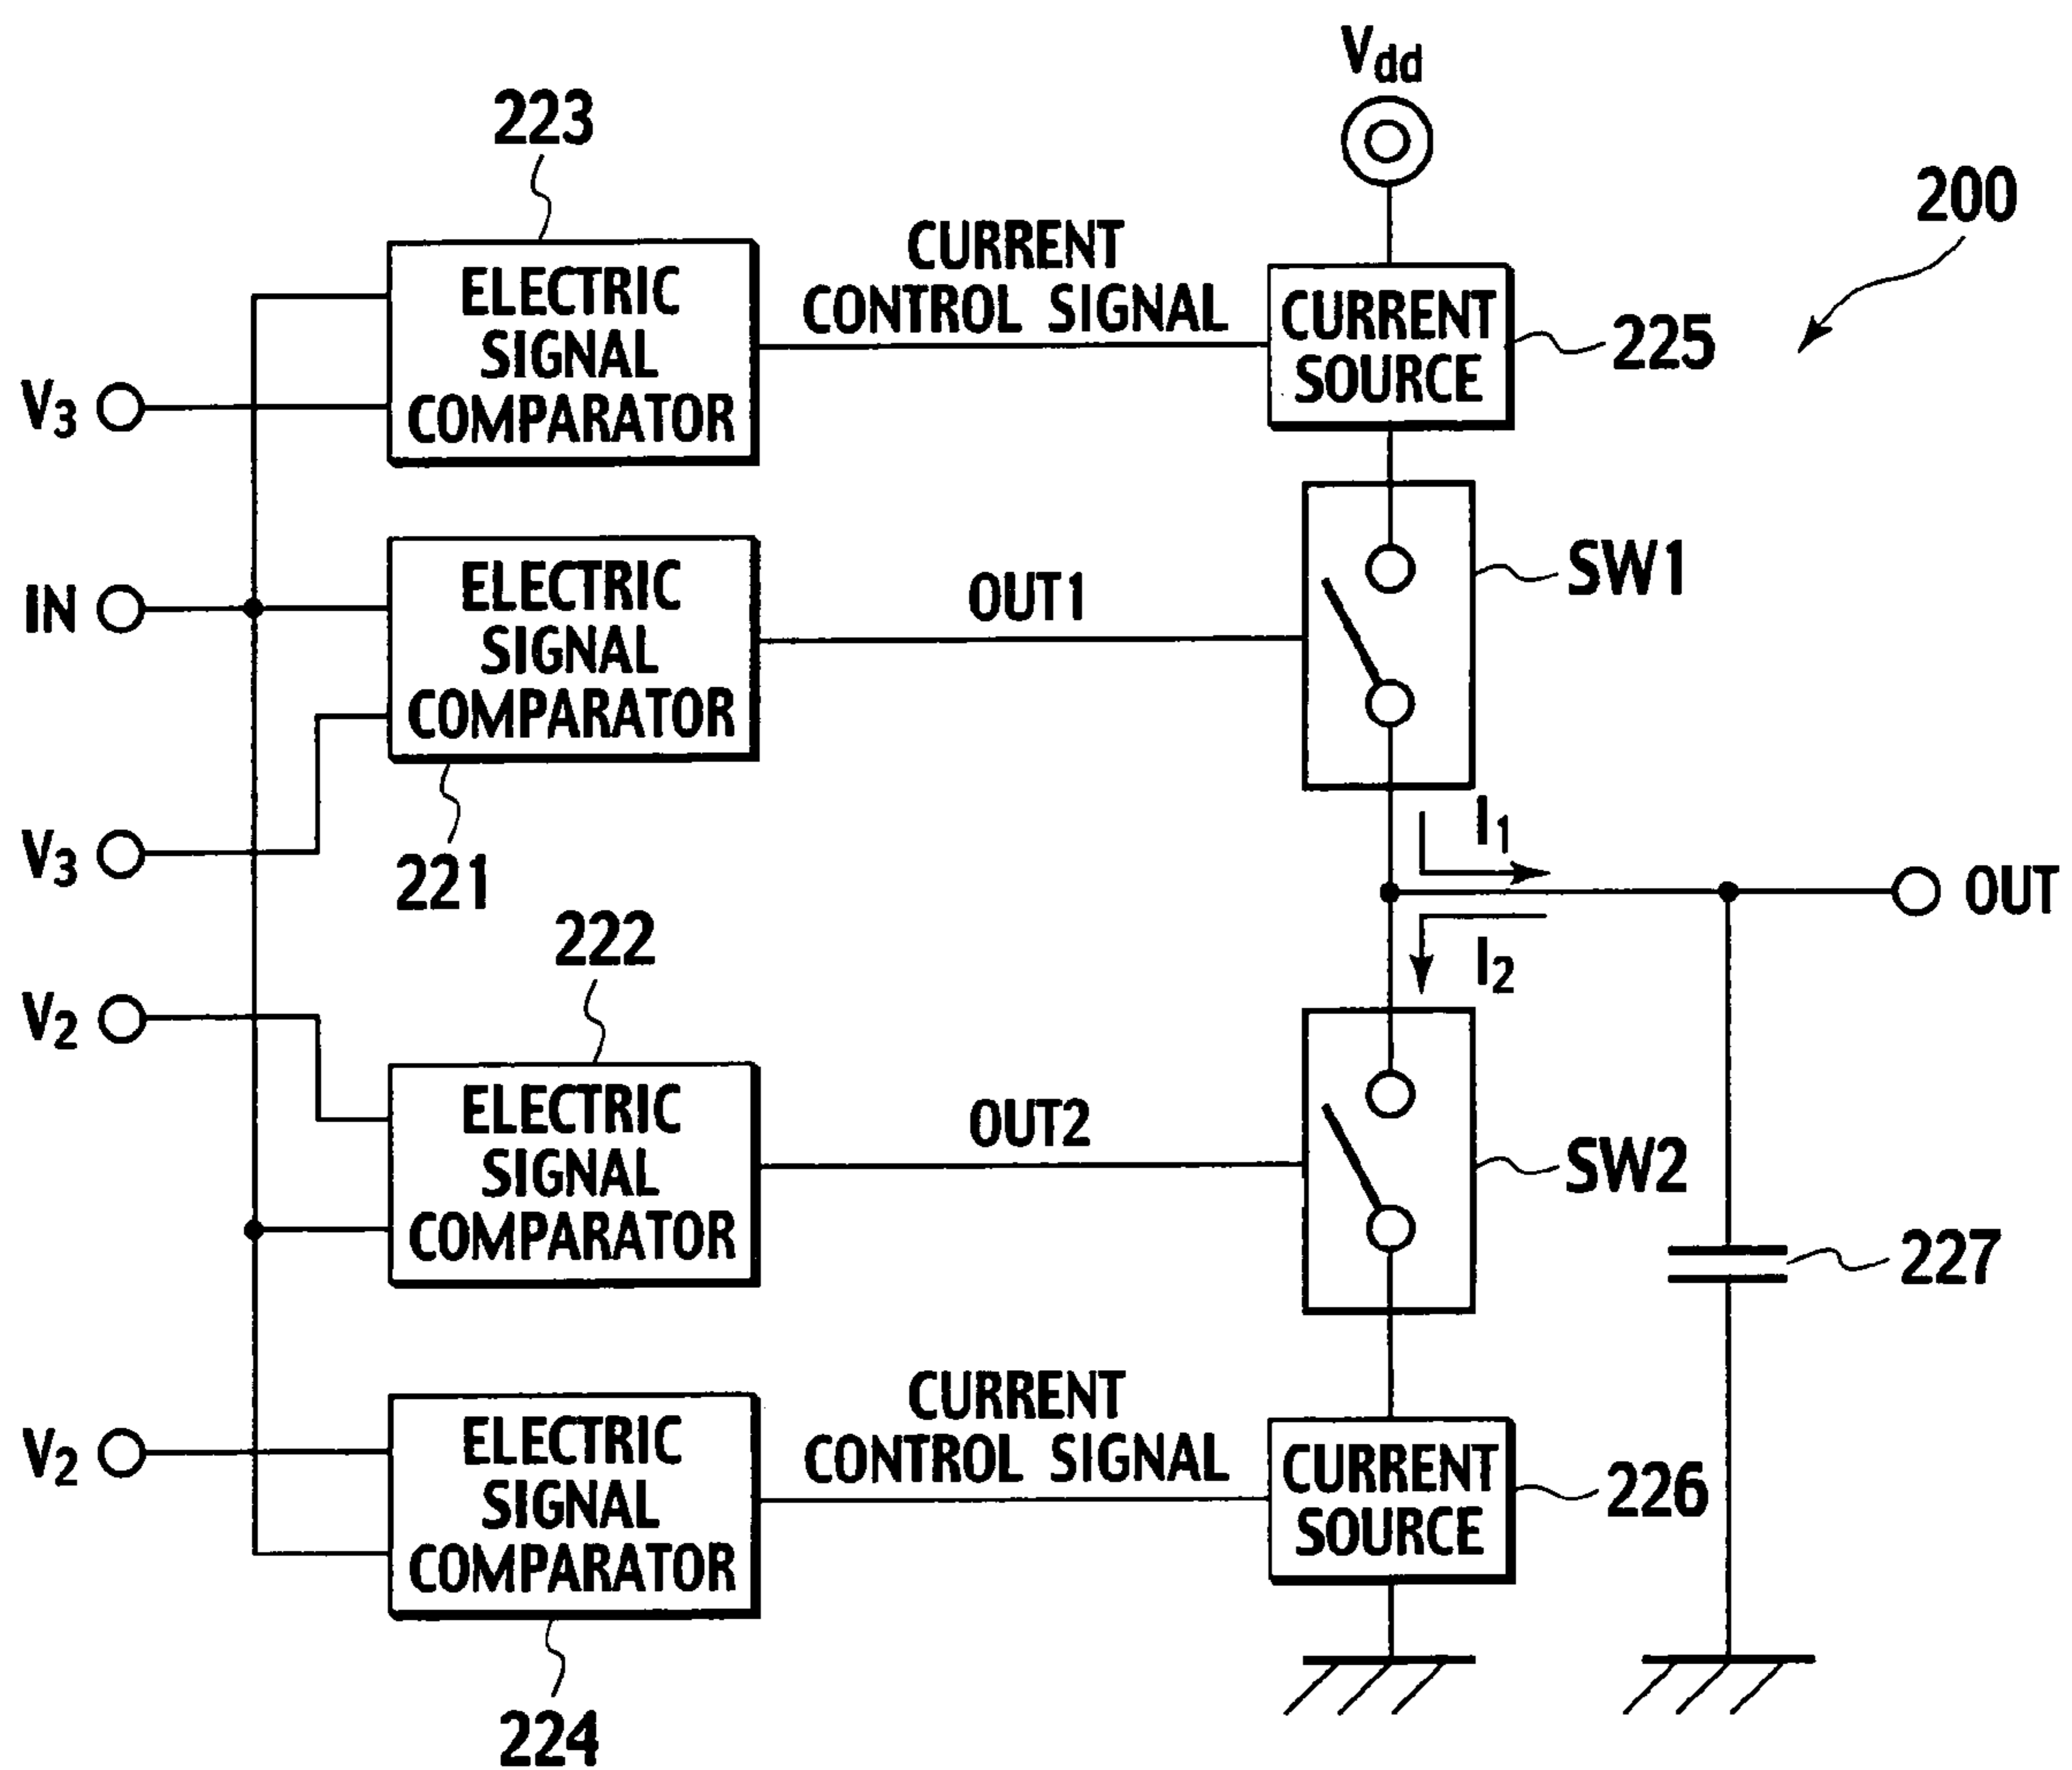 Vdd
223
200
CURRENT
CONTROL SIGNAL
ELECTRIC
SIGNAL
COMPARATOR
CURRENT
SOURCE
225
V3
ELECTRIC
SIGNAL
COMPARATOR
OUT1
SW1
IN
V3
221
I1
OUT
222
I2
V2
ELECTRIC
SIGNAL
COMPARATOR
OUT2
SW2
227
CURRENT
CONTROL SIGNAL
V2
ELECTRIC
SIGNAL
COMPARATOR
CURRENT
SOURCE
226
224